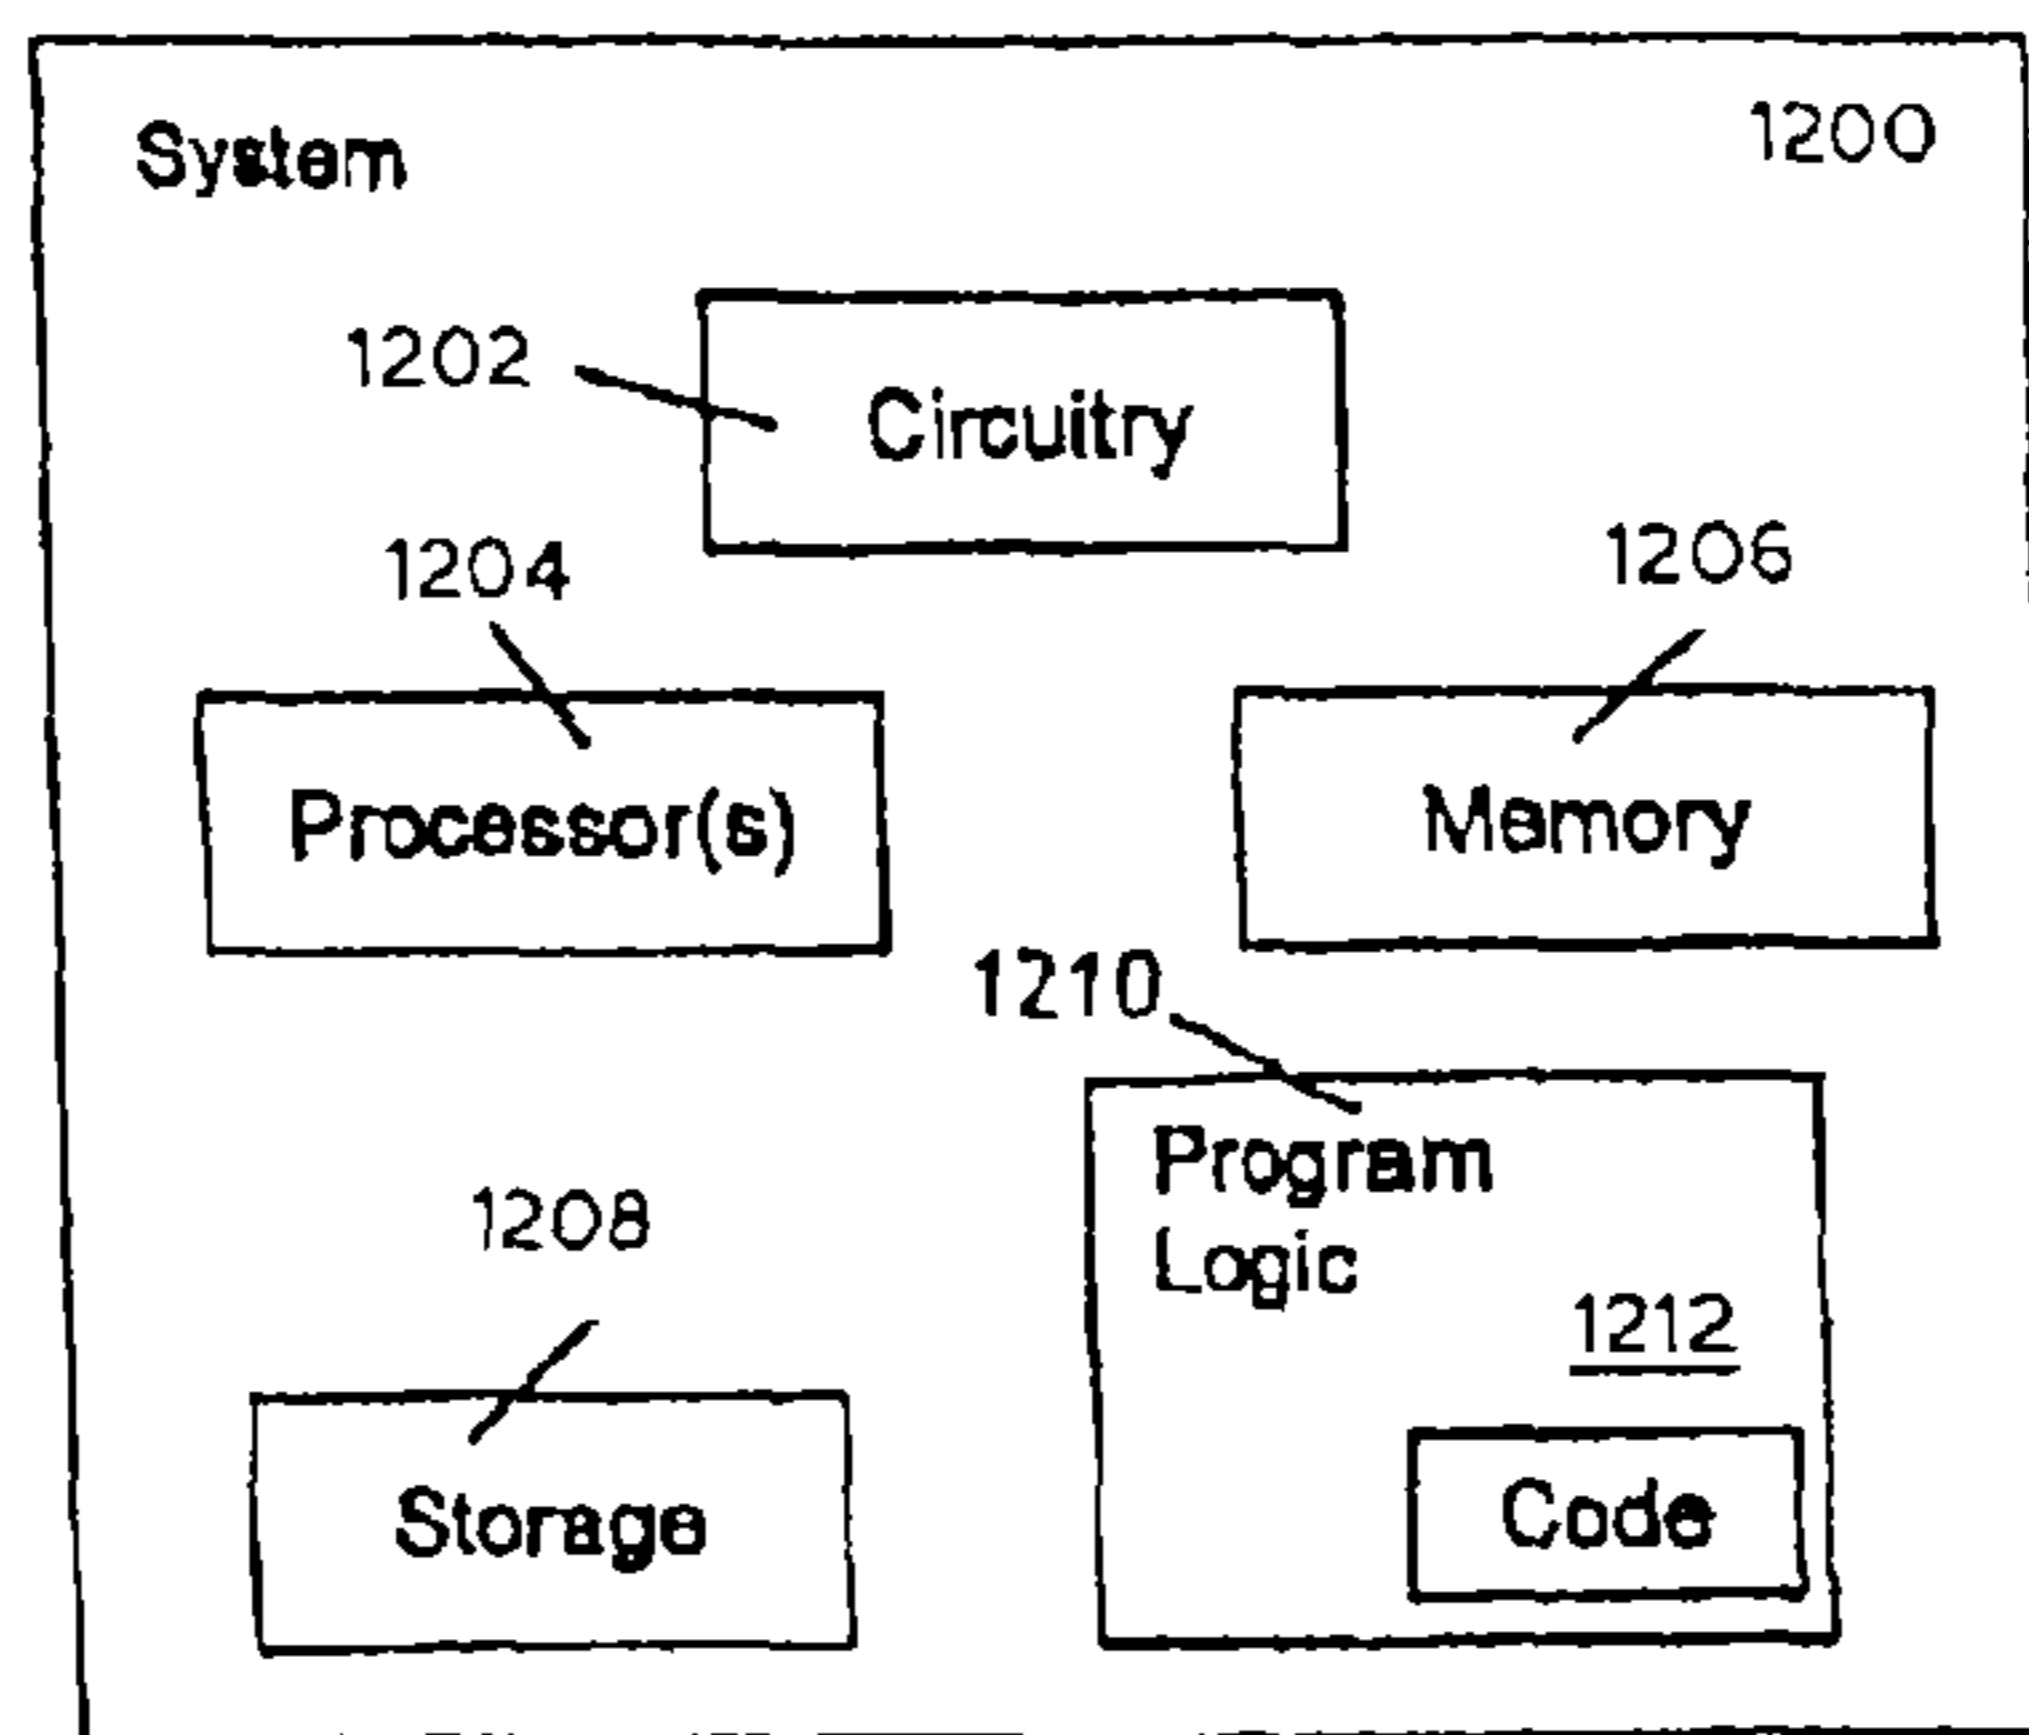 System 1200
1202
Circuitry
1204
1206
Processor(s)
Memory
1210
Program
Logic
1208
1212
Storage
Code